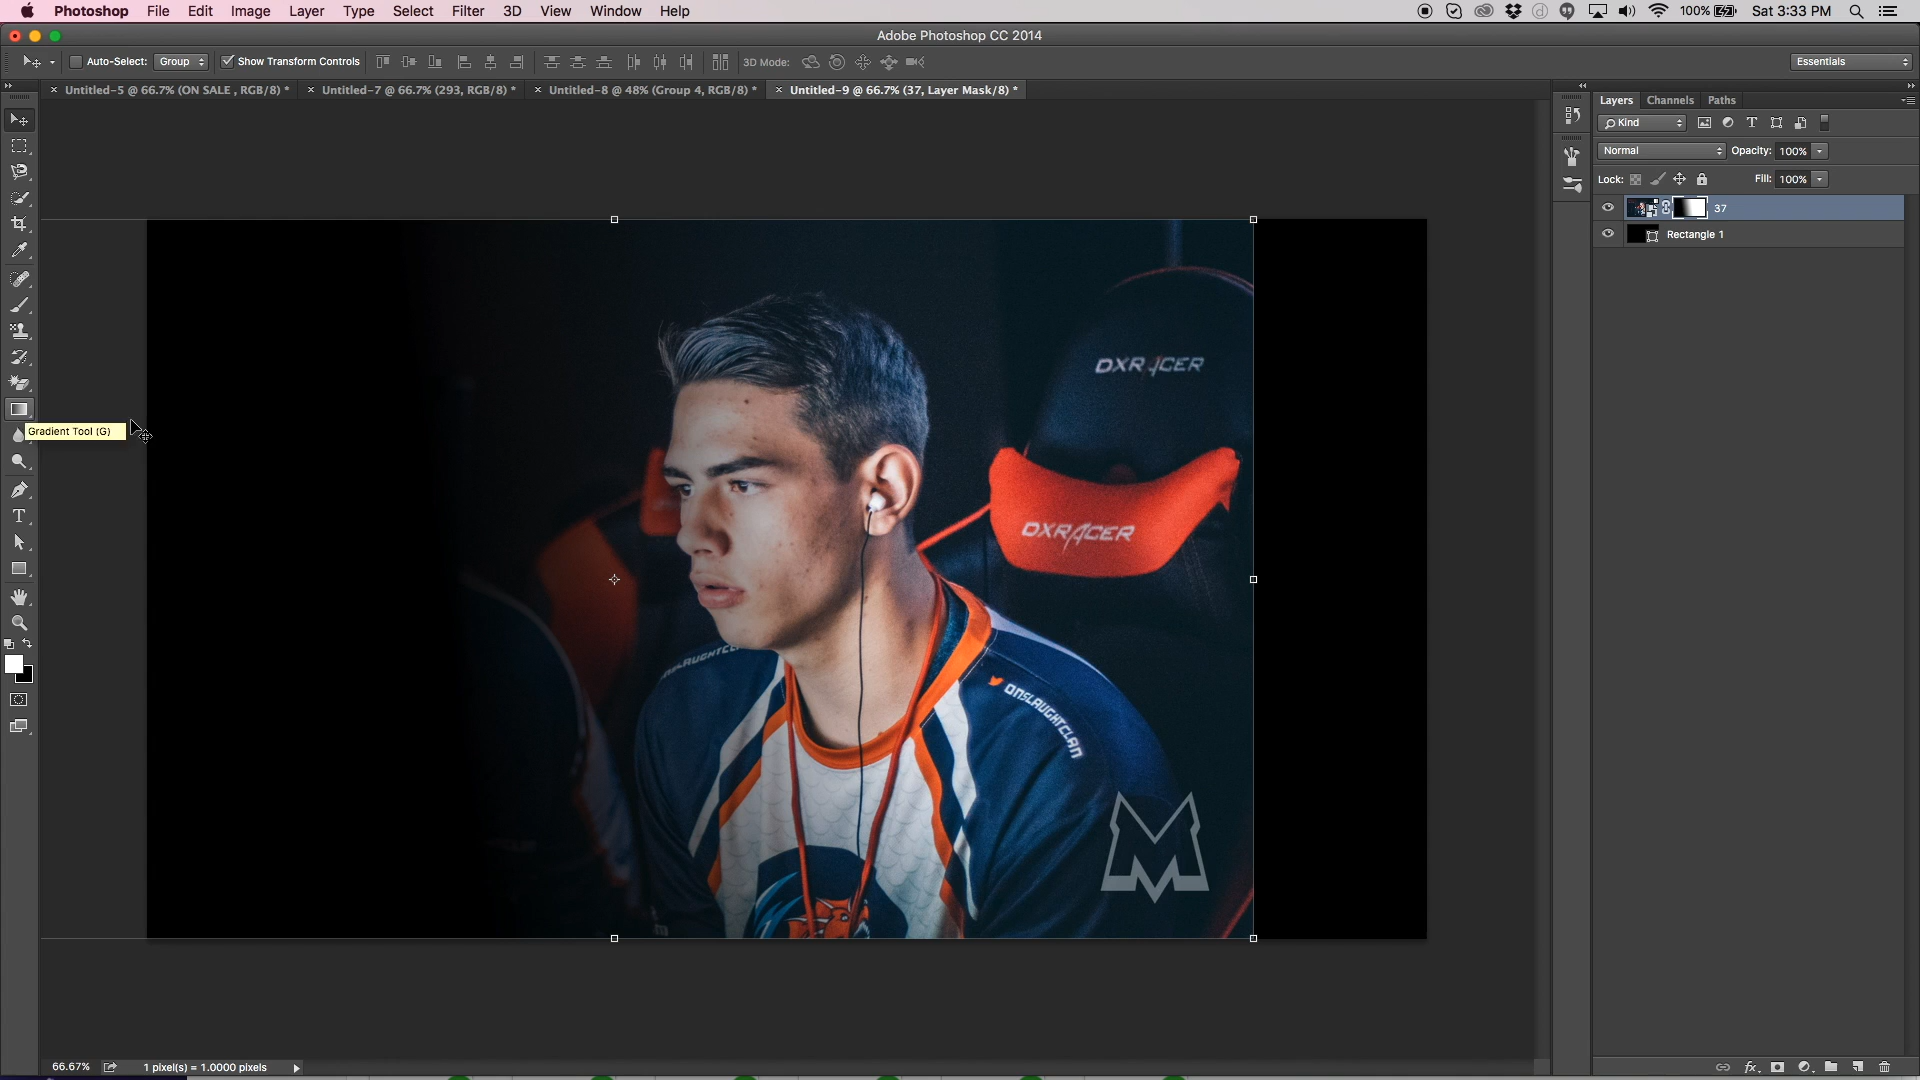 Photoshop File Edit Image Layer Type Select Filter 3D View Window Help 100% Sat 3:33 PM
Adobe Photoshop CC 2014
Auto-Select: Group Show Transform Controls 3D Mode: Essentials
Untitled-5 @ 66.7% (ON SALE , RGB/8) * Untitled-7 @ 66.7% (293, RGB/8) * Untitled-8 @ 48% (Group 4, RGB/8) * Untitled-9 @ 66.7% (37, Layer Mask/8) *
Layers Channels Paths
Kind
Normal Opacity: 100%
Lock: Fill: 100%
37
Rectangle 1
DXRACER
Gradient Tool (G)
DXRACER
ONSLAUGHTCLAN
ONSLAUGHTCLAN
M
66.67% 1 pixel(s) = 1.0000 pixels